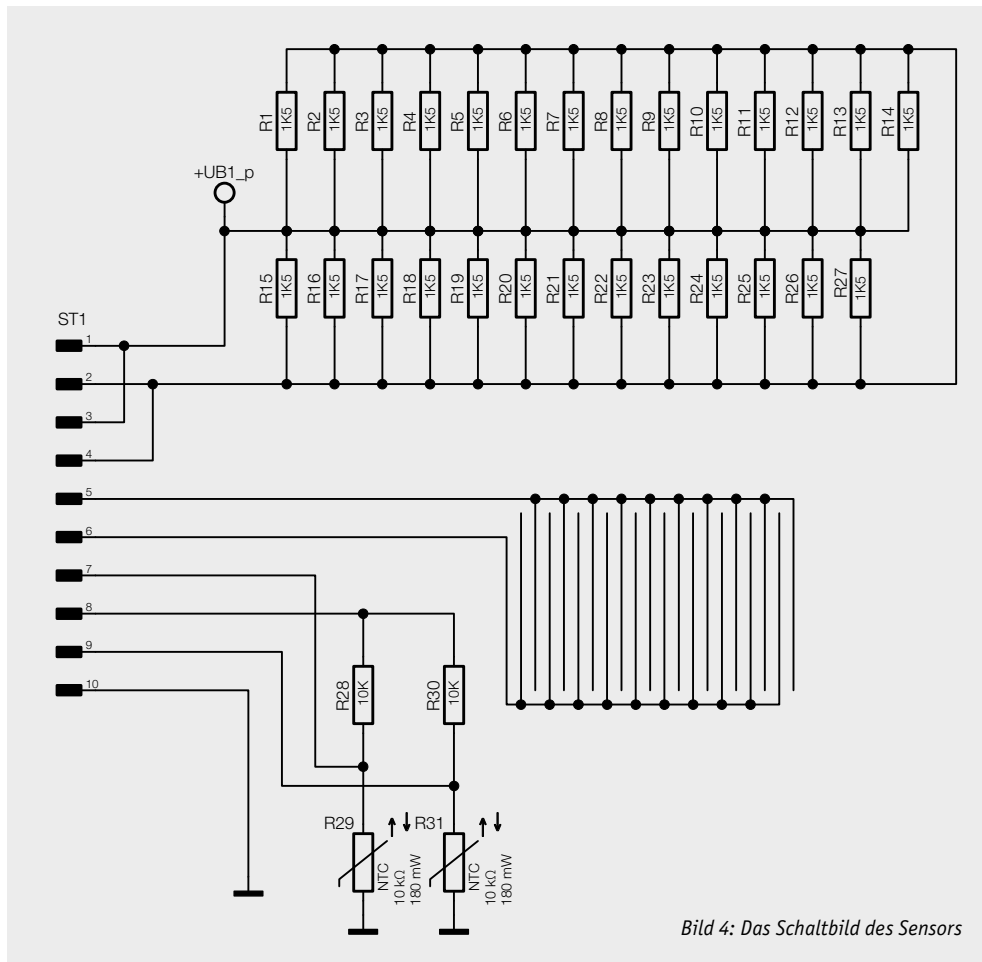 R1 1K5
R2 1K5
R3 1K5
R4 1K5
R5 1K5
R6 1K5
R7 1K5
R8 1K5
R9 1K5
R10 1K5
R11 1K5
R12 1K5
R13 1K5
R14 1K5
+UB1_p
R15 1K5
R16 1K5
R17 1K5
R18 1K5
R19 1K5
R20 1K5
R21 1K5
R22 1K5
R23 1K5
R24 1K5
R25 1K5
R26 1K5
R27 1K5
ST1
1
2
3
4
5
6
7
8
9
10
R28 10K
R30 10K
R29
NTC
10 kΩ
180 mW
R31
NTC
10 kΩ
180 mW
Bild 4: Das Schaltbild des Sensors